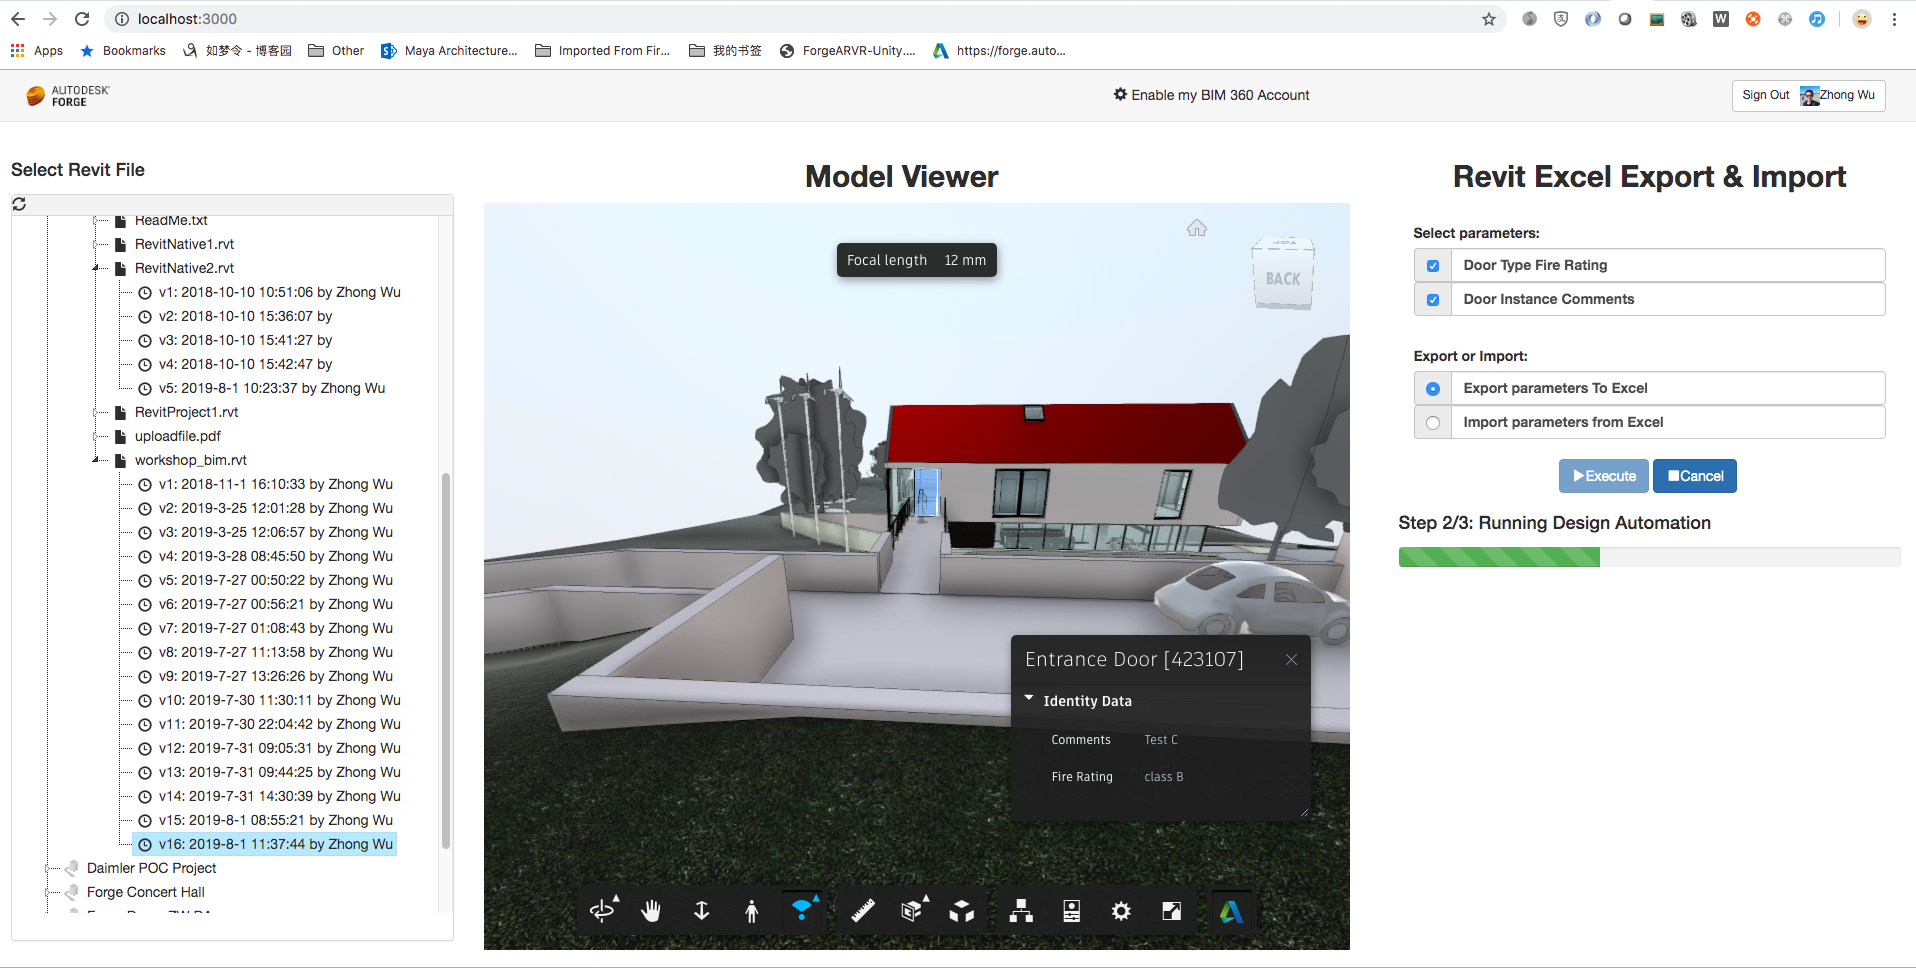 localhost:3000
Apps
Bookmarks
如梦令 - 博客园
Other
Maya Architecture...
Imported From Fir...
我的书签
ForgeARVR-Unity....
https://forge.auto...
AUTODESK
FORGE
Enable my BIM 360 Account
Sign Out Zhong Wu
Select Revit File
ReadMe.txt
RevitNative1.rvt
RevitNative2.rvt
v1: 2018-10-10 10:51:06 by Zhong Wu
v2: 2018-10-10 15:36:07 by
v3: 2018-10-10 15:41:27 by
v4: 2018-10-10 15:42:47 by
v5: 2019-8-1 10:23:37 by Zhong Wu
RevitProject1.rvt
uploadfile.pdf
workshop_bim.rvt
v1: 2018-11-1 16:10:33 by Zhong Wu
v2: 2019-3-25 12:01:28 by Zhong Wu
v3: 2019-3-25 12:06:57 by Zhong Wu
v4: 2019-3-28 08:45:50 by Zhong Wu
v5: 2019-7-27 00:50:22 by Zhong Wu
v6: 2019-7-27 00:56:21 by Zhong Wu
v7: 2019-7-27 01:08:43 by Zhong Wu
v8: 2019-7-27 11:13:58 by Zhong Wu
v9: 2019-7-27 13:26:26 by Zhong Wu
v10: 2019-7-30 11:30:11 by Zhong Wu
v11: 2019-7-30 22:04:42 by Zhong Wu
v12: 2019-7-31 09:05:31 by Zhong Wu
v13: 2019-7-31 09:44:25 by Zhong Wu
v14: 2019-7-31 14:30:39 by Zhong Wu
v15: 2019-8-1 08:55:21 by Zhong Wu
v16: 2019-8-1 11:37:44 by Zhong Wu
Daimler POC Project
Forge Concert Hall
Model Viewer
Focal length 12 mm
TOP
BACK
Entrance Door [423107]
Identity Data
Comments Test C
Fire Rating class B
Revit Excel Export & Import
Select parameters:
Door Type Fire Rating
Door Instance Comments
Export or Import:
Export parameters To Excel
Import parameters from Excel
Execute
Cancel
Step 2/3: Running Design Automation